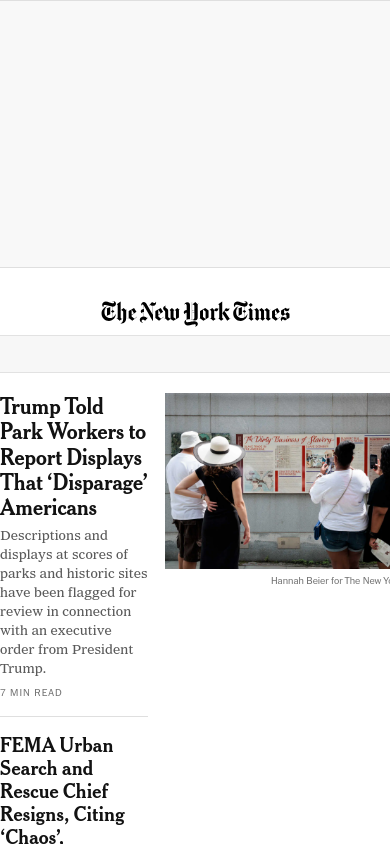 The New York Times
Trump Told
Park Workers to
Report Displays
That ‘Disparage’
Americans
Descriptions and
displays at scores of
parks and historic sites
have been flagged for
review in connection
with an executive
order from President
Trump.
7 MIN READ
The Dirty Business of Slavery
Hannah Beier for The New Yo
FEMA Urban
Search and
Rescue Chief
Resigns, Citing
‘Chaos’.